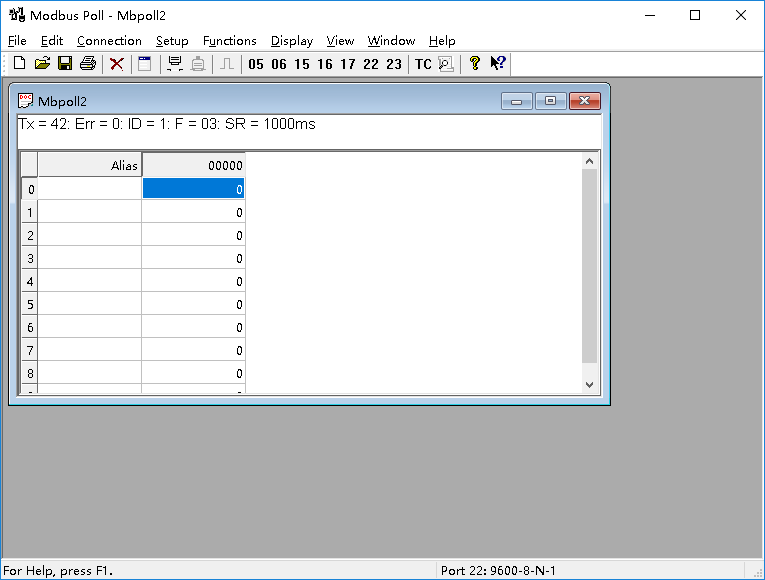 Modbus Poll - Mbpoll2
File Edit Connection Setup Functions Display View Window Help
05 06 15 16 17 22 23 TC
Mbpoll2
Tx = 42: Err = 0: ID = 1: F = 03: SR = 1000ms
Alias 00000
0 0
1 0
2 0
3 0
4 0
5 0
6 0
7 0
8 0
For Help, press F1. Port 22: 9600-8-N-1